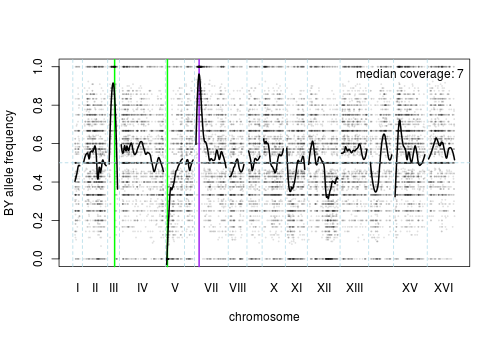 median coverage: 7
BY allele frequency
1.0
0.8
0.6
0.4
0.2
0.0
I II III IV V VII VIII X XI XII XIII XV XVI
chromosome